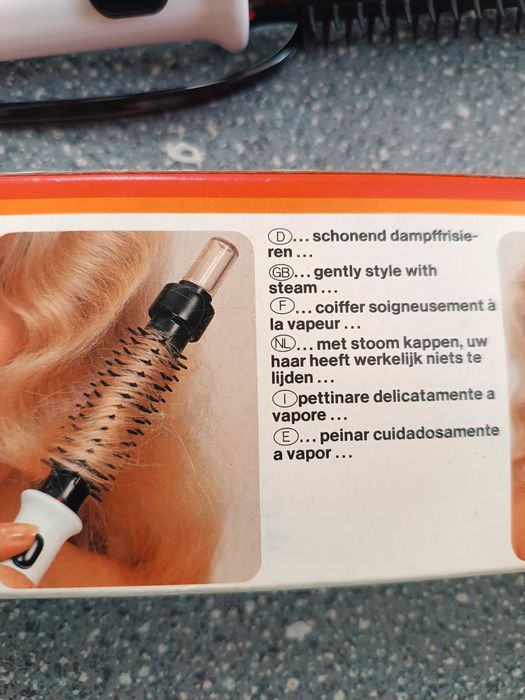 D... schonend dampffrisie-
ren ...
GB... gently style with
steam ...
F... coiffer soigneusement à
la vapeur ...
NL... met stoom kappen, uw
haar heeft werkelijk niets te
lijden ...
I pettinare delicatamente a
vapore ...
E... peinar cuidadosamente
a vapor ...